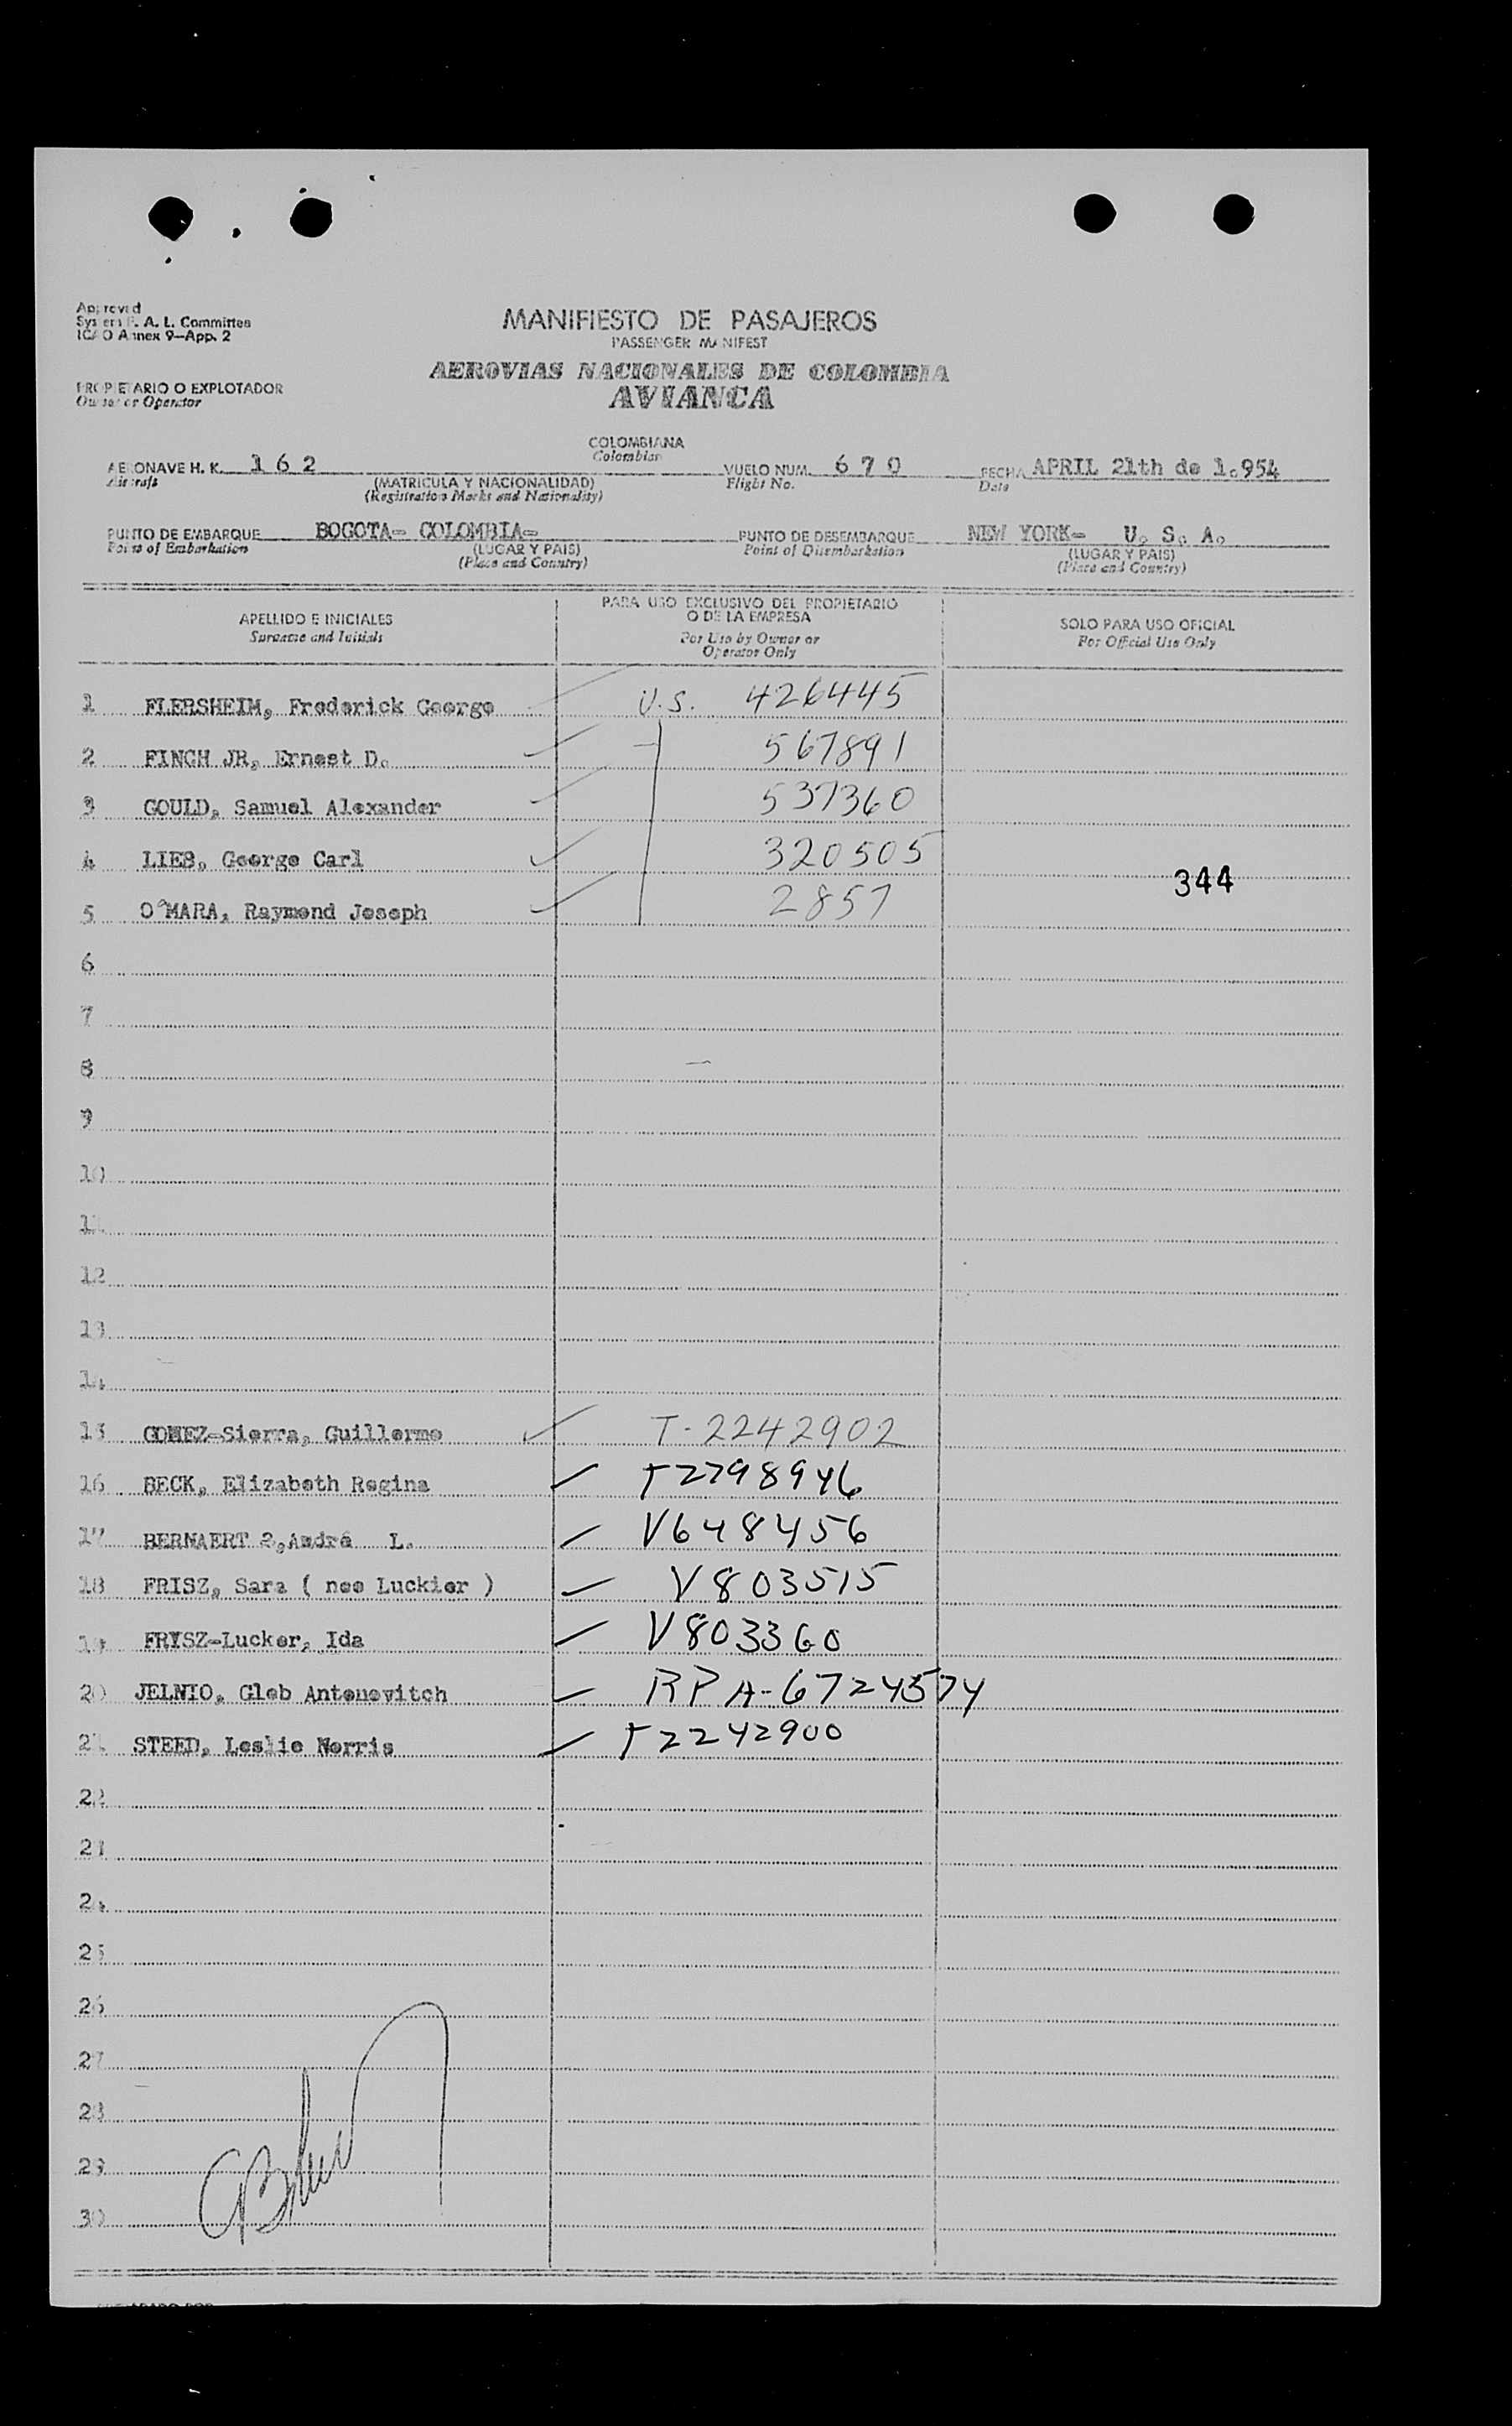 Approved
System F. A. L. Committee
ICAO Annex 9—App. 2
MANIFIESTO DE PASAJEROS
PASSENGER MANIFEST
AEROVIAS NACIONALES DE COLOMBIA
AVIANCA
PROPIETARIO O EXPLOTADOR
Owner or Operator
COLOMBIANA
Colombian
AERONAVE H. K. 1 6 2 VUELO NUM. 6 7 0 FECHA APRIL 21th de 1.954
Aircraft (MATRICULA Y NACIONALIDAD) Flight No. Date
(Registration Marks and Nationality)
PUNTO DE EMBARQUE BOGOTA- COLOMBIA- PUNTO DE DESEMBARQUE NEW YORK- U. S. A.
Point of Embarkation (LUGAR Y PAIS) Point of Disembarkation (LUGAR Y PAIS)
(Place and Country) (Place and Country)
APELLIDO E INICIALES
Surname and Initials
PARA USO EXCLUSIVO DEL PROPIETARIO
O DE LA EMPRESA
For Use by Owner or
Operator Only
SOLO PARA USO OFICIAL
For Official Use Only
1 FLERSHEIM, Frederick George U.S. 426445
2 FINCH JR, Ernest D. 567891
3 GOULD, Samuel Alexander 537360
4 LIEB, George Carl 320505
344
5 O'MARA, Raymond Joseph 2857
6
7
8
9
10
11
12
13
14
15 GOMEZ-Sierra, Guillermo T-2242902
16 BECK, Elizabeth Regina T2798946
17 BERNAERT S,André L. V648456
18 FRISZ, Sara ( nee Luckier ) V803515
19 FRYSZ-Lucker, Ida V803360
20 JELNIO, Gleb Antonovitch RPA-6724574
21 STEED, Leslie Norris T2242900
22
23
24
25
26
27
28
29
30